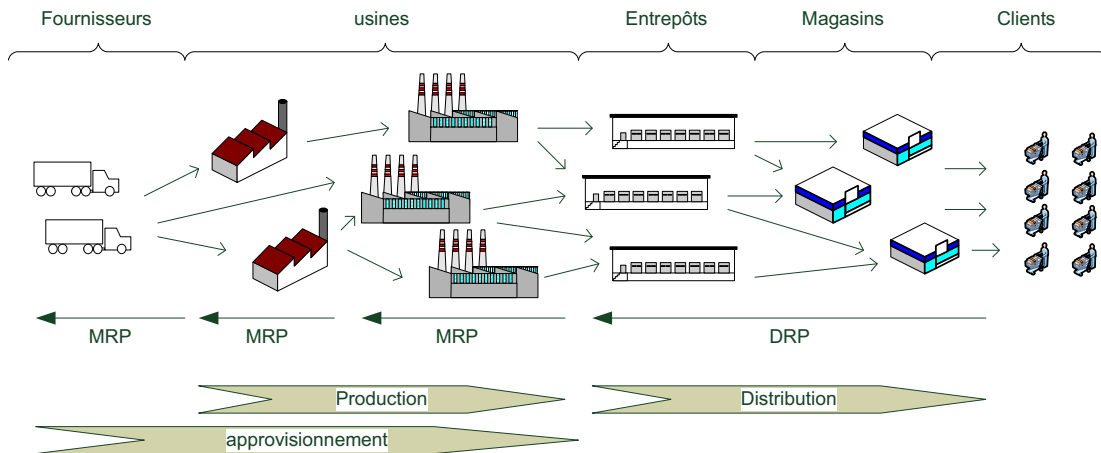 Fournisseurs
usines
Entrepôts
Magasins
Clients
MRP
MRP
MRP
DRP
Production
Distribution
approvisionnement